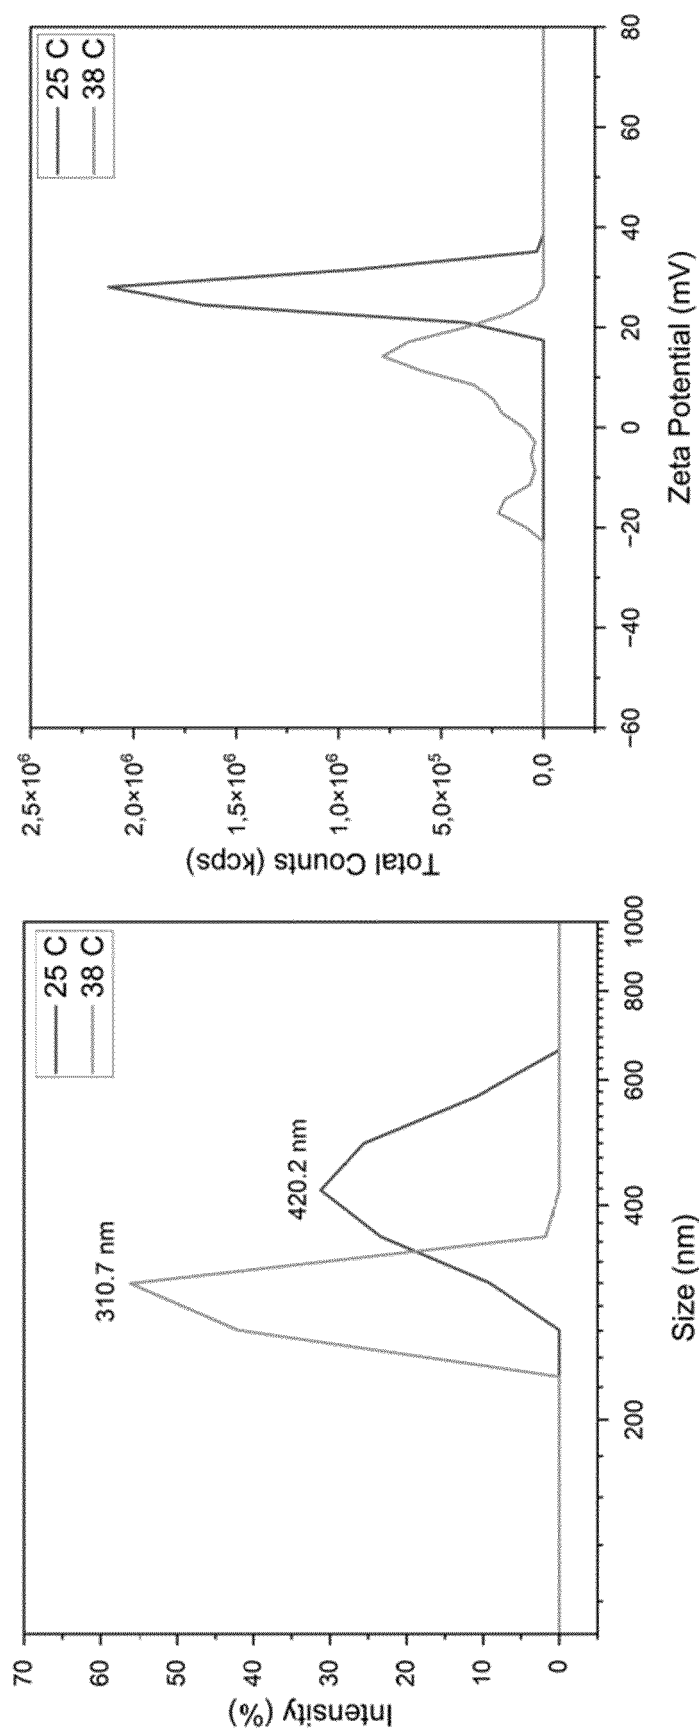 70
60
50
40
30
20
10
0
Intensity (%)
200
400
600
800
1000
Size (nm)
310.7 nm
420.2 nm
25 C
38 C
2,5×10⁶
2,0×10⁶
1,5×10⁶
1,0×10⁶
5,0×10⁵
0,0
Total Counts (kcps)
−60
−40
−20
0
20
40
60
80
Zeta Potential (mV)
25 C
38 C